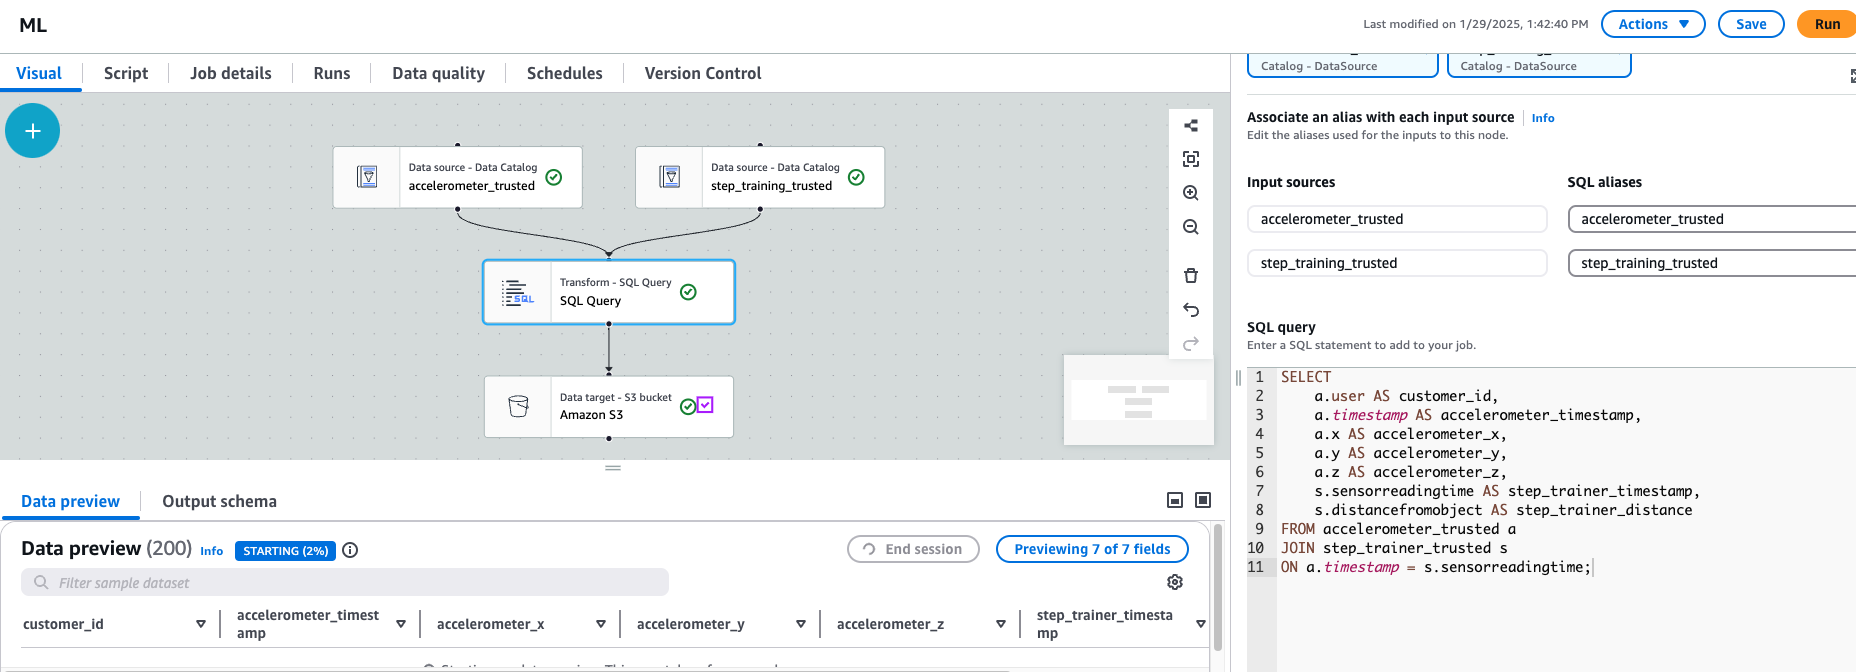 ML
Last modified on 1/29/2025, 1:42:40 PM
Actions
Save
Run
Visual
Script
Job details
Runs
Data quality
Schedules
Version Control
Data source - Data Catalog
accelerometer_trusted
Data source - Data Catalog
step_training_trusted
Transform - SQL Query
SQL
SQL Query
Data target - S3 bucket
Amazon S3
Data preview
Output schema
Data preview (200) Info STARTING (2%)
End session
Previewing 7 of 7 fields
Filter sample dataset
customer_id
accelerometer_timest
amp
accelerometer_x
accelerometer_y
accelerometer_z
step_trainer_timesta
mp
Catalog - DataSource
Catalog - DataSource
Associate an alias with each input source Info
Edit the aliases used for the inputs to this node.
Input sources
SQL aliases
accelerometer_trusted
accelerometer_trusted
step_training_trusted
step_training_trusted
SQL query
Enter a SQL statement to add to your job.
1 SELECT
2 a.user AS customer_id,
3 a.timestamp AS accelerometer_timestamp,
4 a.x AS accelerometer_x,
5 a.y AS accelerometer_y,
6 a.z AS accelerometer_z,
7 s.sensorreadingtime AS step_trainer_timestamp,
8 s.distancefromobject AS step_trainer_distance
9 FROM accelerometer_trusted a
10 JOIN step_trainer_trusted s
11 ON a.timestamp = s.sensorreadingtime;